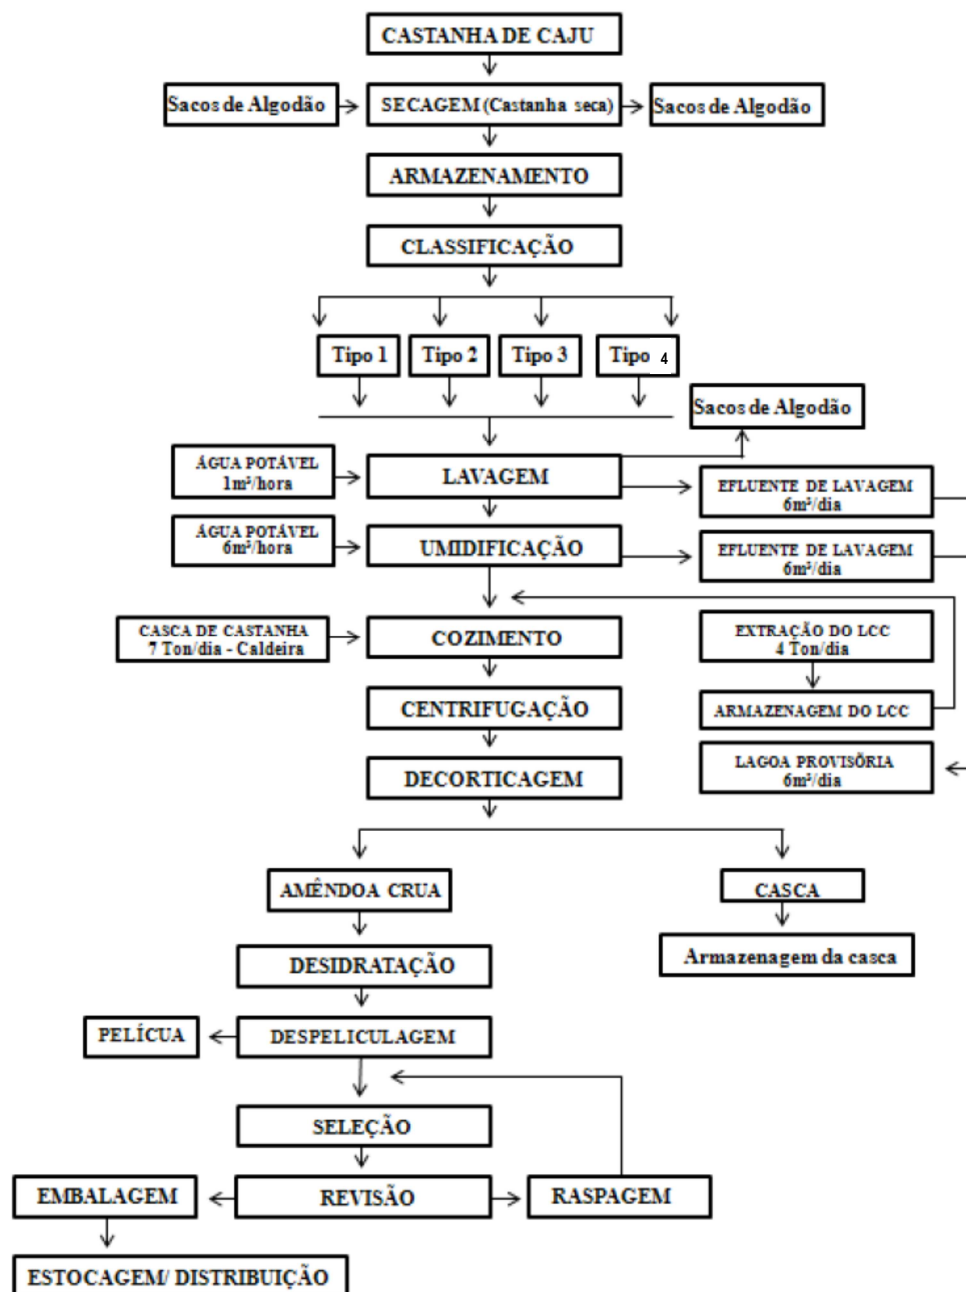 CASTANHA DE CAJU
Sacos de Algodão
SECAGEM (Castanha seca)
Sacos de Algodão
ARMAZENAMENTO
CLASSIFICAÇÃO
Tipo 1
Tipo 2
Tipo 3
Tipo 4
Sacos de Algodão
ÁGUA POTÁVEL
1m³/hora
LAVAGEM
EFLUENTE DE LAVAGEM
6m³/dia
ÁGUA POTÁVEL
6m³/hora
UMIDIFICAÇÃO
EFLUENTE DE LAVAGEM
6m³/dia
CASCA DE CASTANHA
7 Ton/dia - Caldeira
COZIMENTO
EXTRAÇÃO DO LCC
4 Ton/dia
CENTRIFUGAÇÃO
ARMAZENAGEM DO LCC
DECORTICAGEM
LAGOA PROVISÕRIA
6m³/dia
AMÊNDOA CRUA
CASCA
DESIDRATAÇÃO
Armazenagem da casca
PELÍCUA
DESPELICULAGEM
SELEÇÃO
EMBALAGEM
REVISÃO
RASPAGEM
ESTOCAGEM/ DISTRIBUIÇÃO